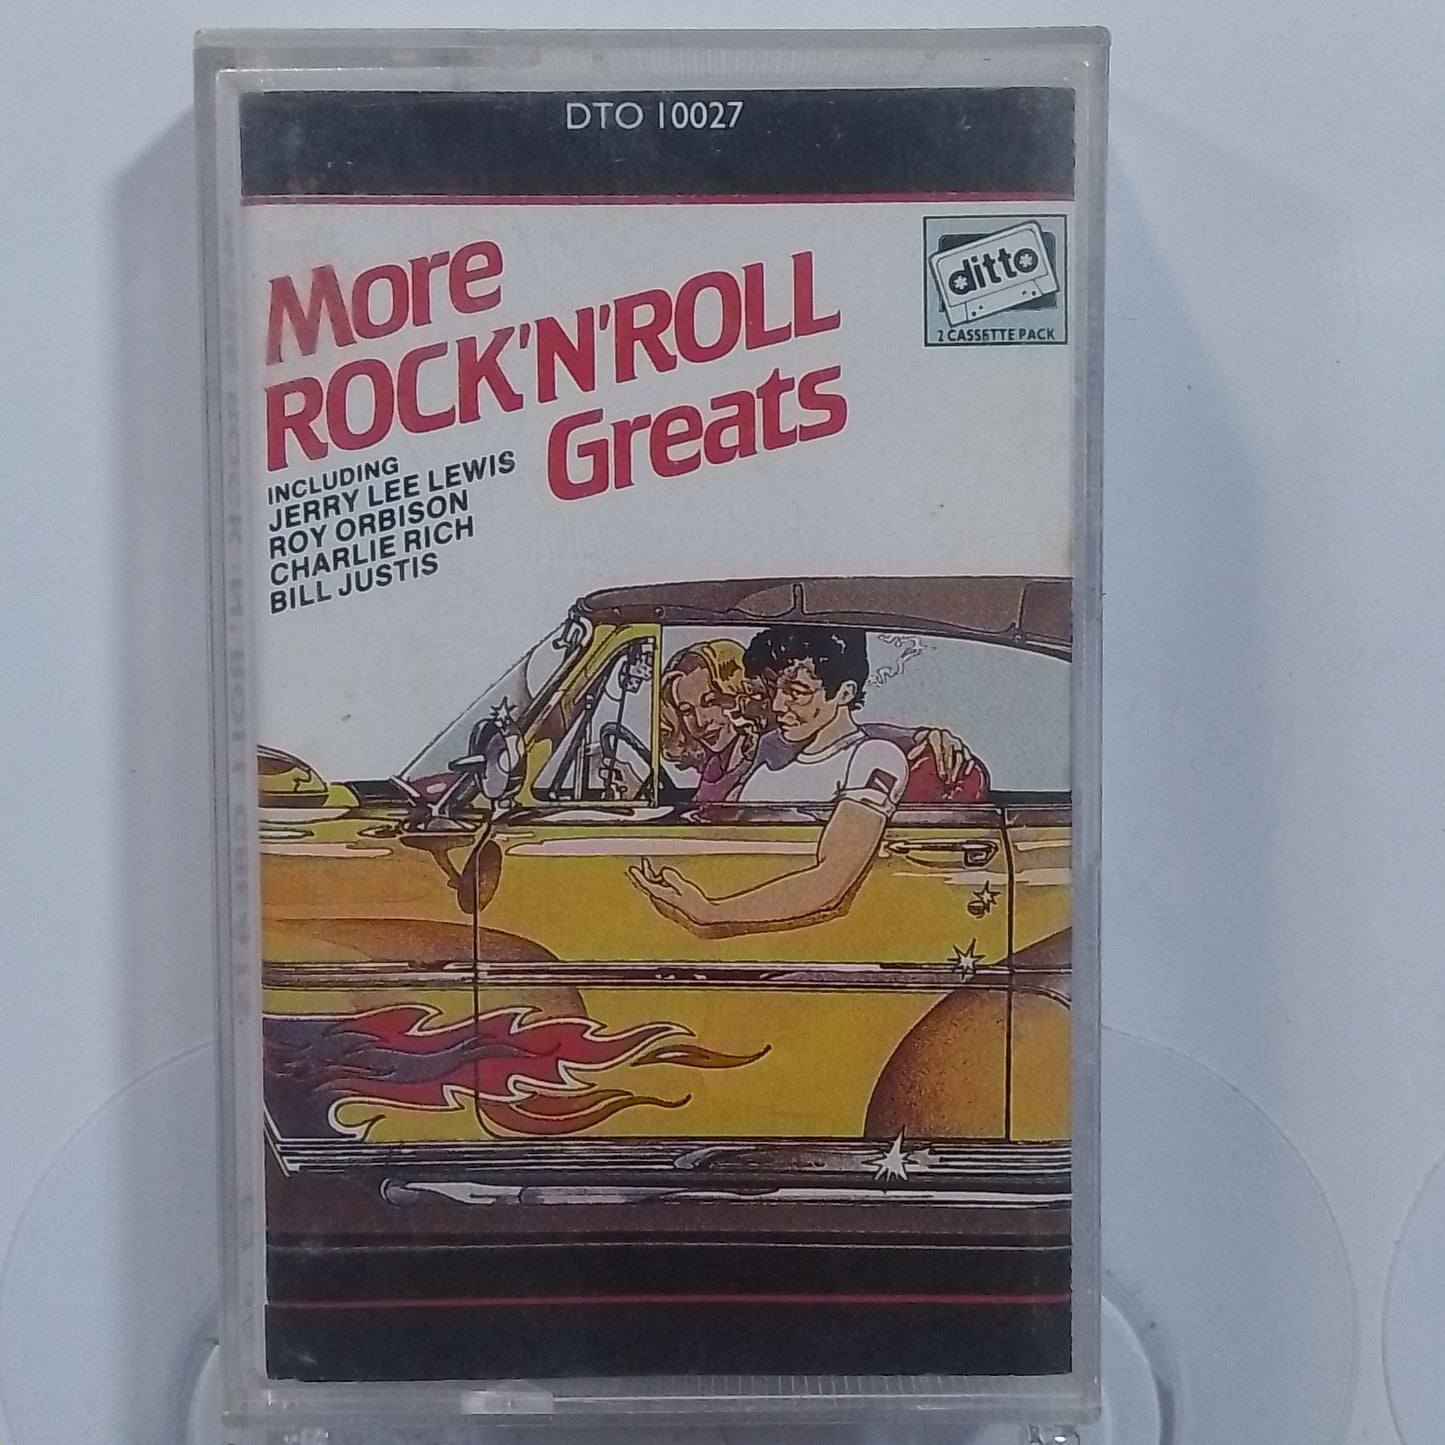 DTO 10027
ditto
2 CASSETTE PACK
More
ROCK'N'ROLL
Greats
INCLUDING
JERRY LEE LEWIS
ROY ORBISON
CHARLIE RICH
BILL JUSTIS